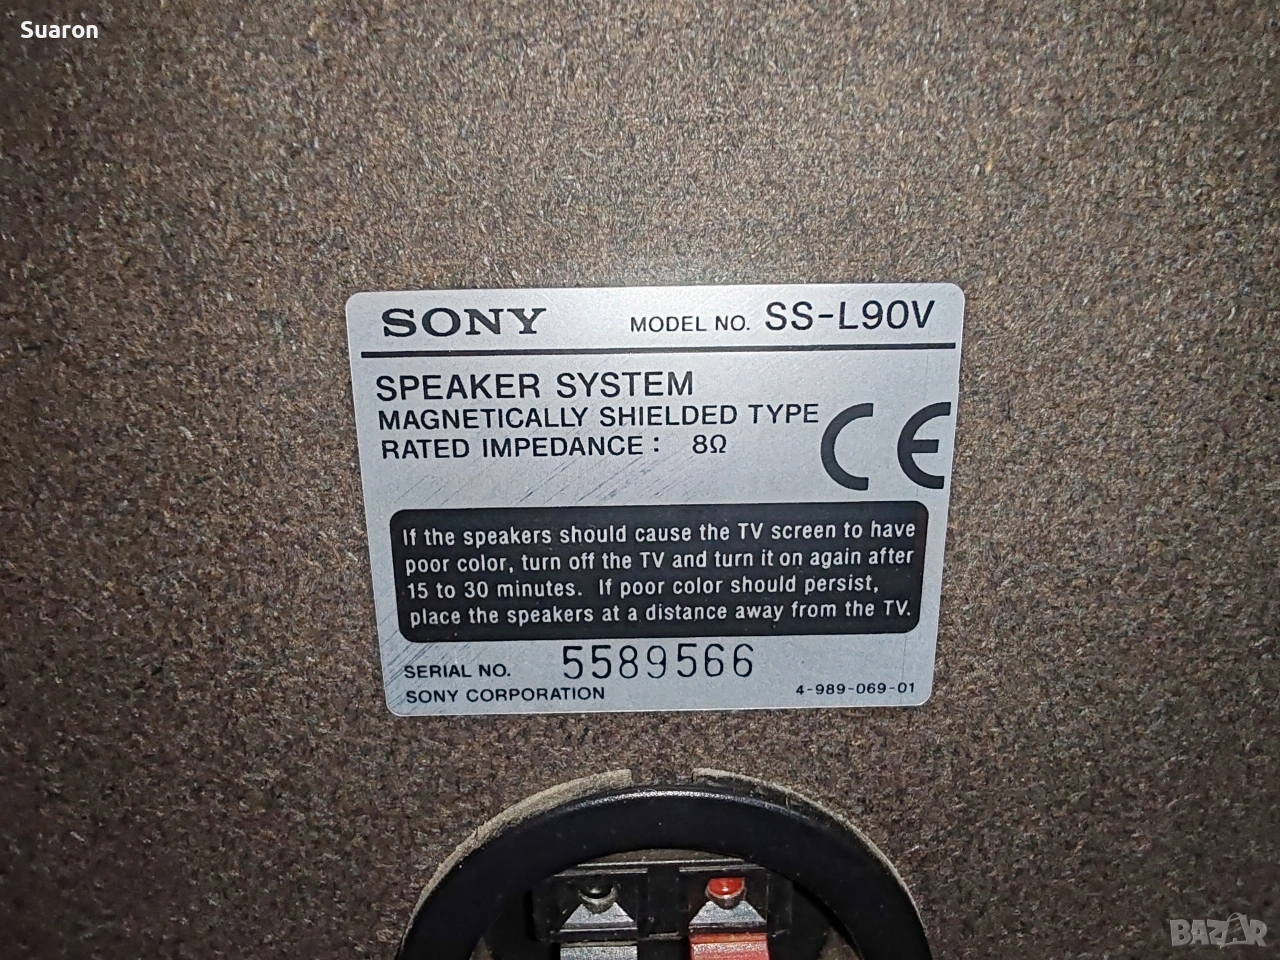 Suaron
SONY MODEL NO. SS-L90V
SPEAKER SYSTEM
MAGNETICALLY SHIELDED TYPE
RATED IMPEDANCE : 8Ω
CE
If the speakers should cause the TV screen to have
poor color, turn off the TV and turn it on again after
15 to 30 minutes. If poor color should persist,
place the speakers at a distance away from the TV.
SERIAL NO. 5589566
SONY CORPORATION 4-989-069-01
BAZAR